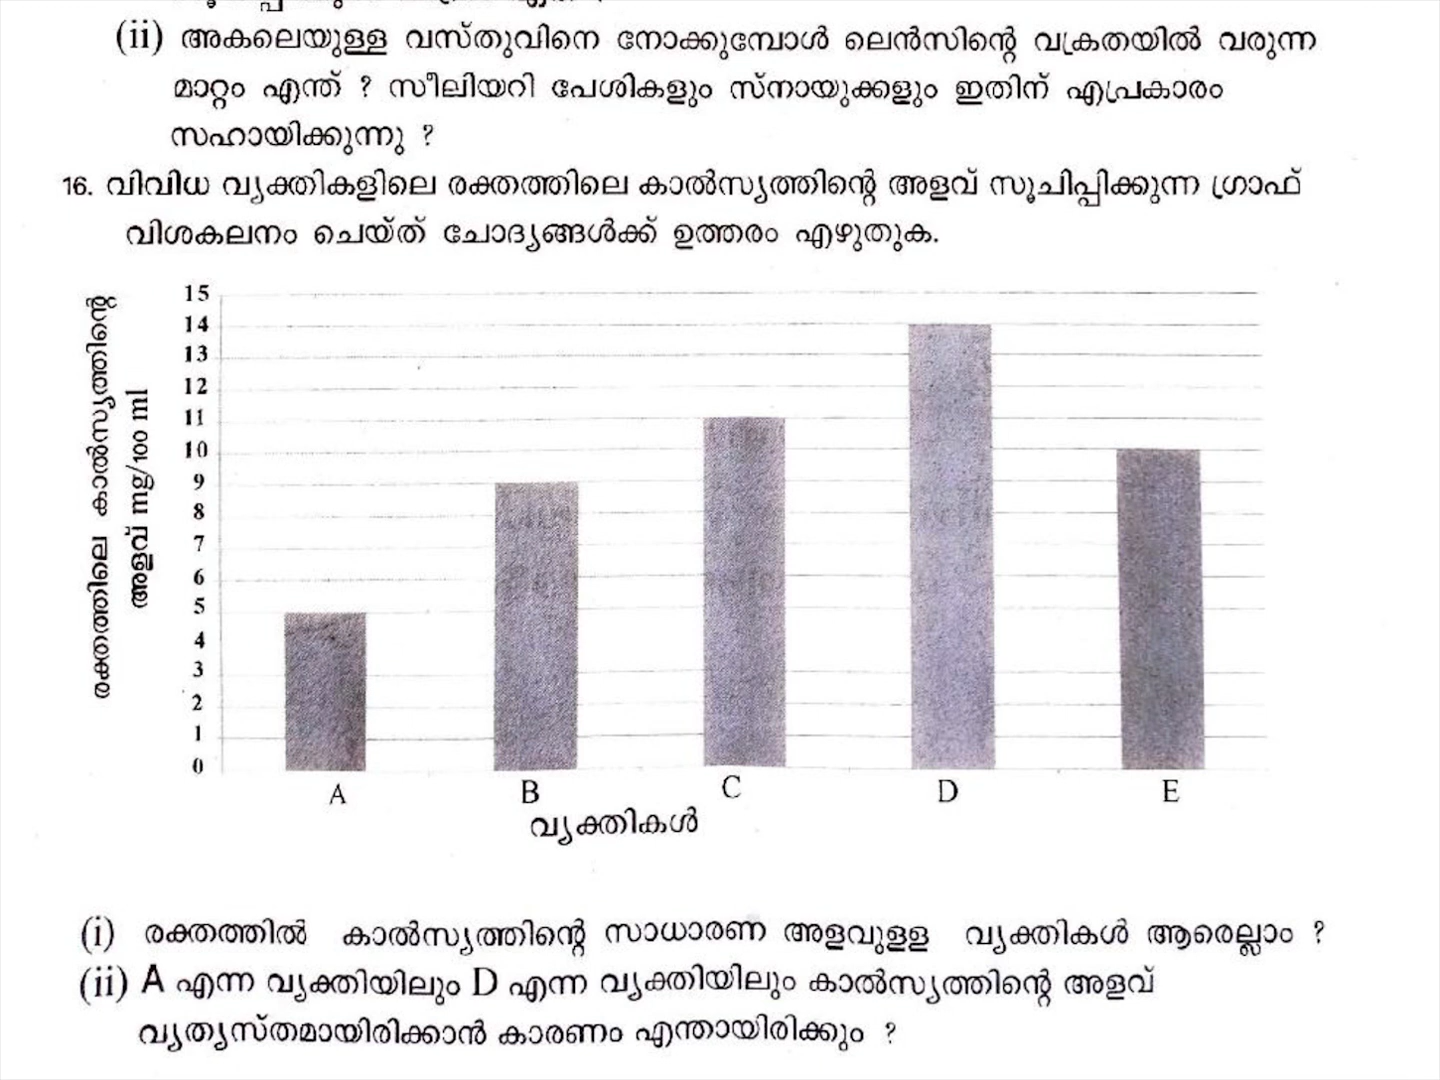 (ii) അകലെയുള്ള വസ്തുവിനെ നോക്കുമ്പോൾ ലെൻസിന്റെ വക്രതയിൽ വരുന്ന
മാറ്റം എന്ത് ? സീലിയറി പേശികളും സ്നായുക്കളും ഇതിന് എപ്രകാരം
സഹായിക്കുന്നു ?
16. വിവിധ വ്യക്തികളിലെ രക്തത്തിലെ കാൽസ്യത്തിന്റെ അളവ് സൂചിപ്പിക്കുന്ന ഗ്രാഫ്
വിശകലനം ചെയ്ത് ചോദ്യങ്ങൾക്ക് ഉത്തരം എഴുതുക.
രക്തത്തിലെ കാൽസ്യത്തിന്റെ
അളവ് mg/100 ml
15
14
13
12
11
10
9
8
7
6
5
4
3
2
1
0
A B C D E
വ്യക്തികൾ
(i) രക്തത്തിൽ കാൽസ്യത്തിന്റെ സാധാരണ അളവുള്ള വ്യക്തികൾ ആരെല്ലാം ?
(ii) A എന്ന വ്യക്തിയിലും D എന്ന വ്യക്തിയിലും കാൽസ്യത്തിന്റെ അളവ്
വ്യത്യസ്തമായിരിക്കാൻ കാരണം എന്തായിരിക്കും ?